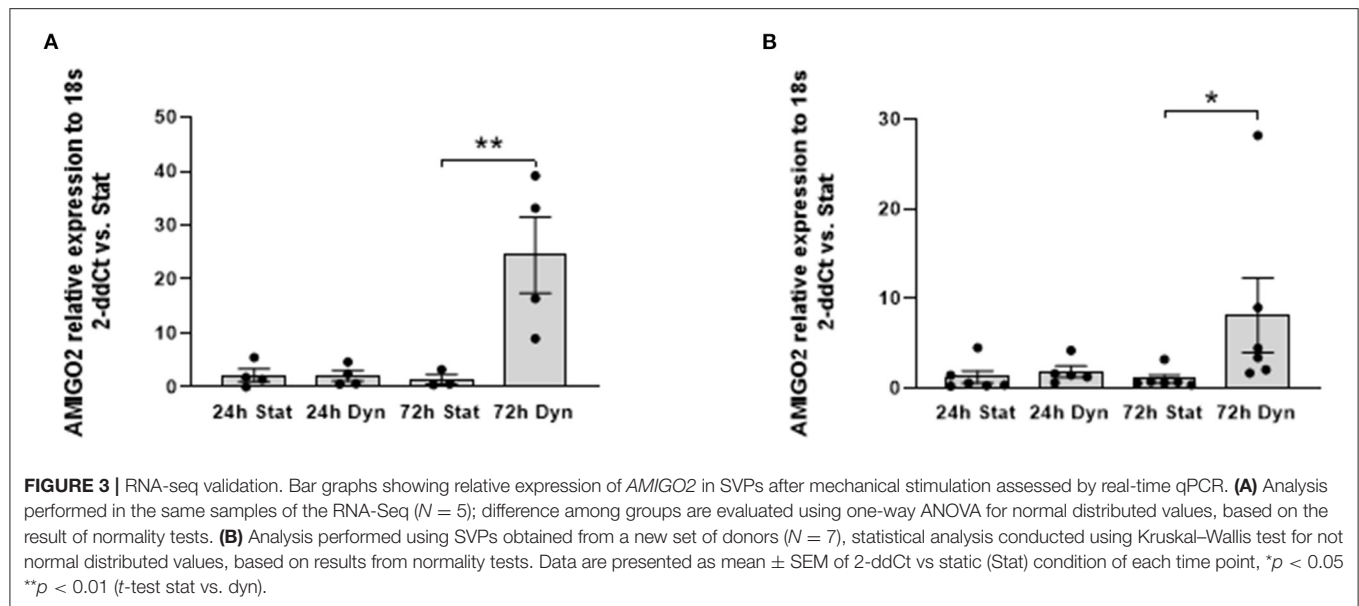 A
AMIGO2 relative expression to 18s
2-ddCt vs. Stat
50
40
30
20
10
0
**
24h Stat 24h Dyn 72h Stat 72h Dyn
B
AMIGO2 relative expression to 18s
2-ddCt vs. Stat
30
20
10
0
*
24h Stat 24h Dyn 72h Stat 72h Dyn
FIGURE 3 | RNA-seq validation. Bar graphs showing relative expression of AMIGO2 in SVPs after mechanical stimulation assessed by real-time qPCR. (A) Analysis
performed in the same samples of the RNA-Seq (N = 5); difference among groups are evaluated using one-way ANOVA for normal distributed values, based on the
result of normality tests. (B) Analysis performed using SVPs obtained from a new set of donors (N = 7), statistical analysis conducted using Kruskal–Wallis test for not
normal distributed values, based on results from normality tests. Data are presented as mean ± SEM of 2-ddCt vs static (Stat) condition of each time point, *p < 0.05
**p < 0.01 (t-test stat vs. dyn).